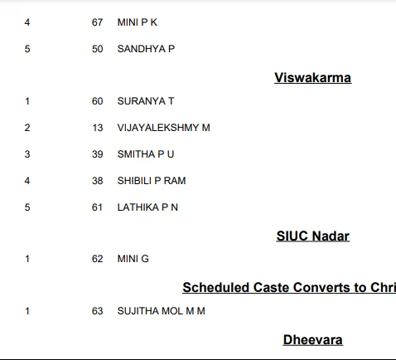 4 67 MINI P K
5 50 SANDHYA P
Viswakarma
1 60 SURANYA T
2 13 VIJAYALEKSHMY M
3 39 SMITHA P U
4 38 SHIBILI P RAM
5 61 LATHIKA P N
SIUC Nadar
1 62 MINI G
Scheduled Caste Converts to Chri
1 63 SUJITHA MOL M M
Dheevara